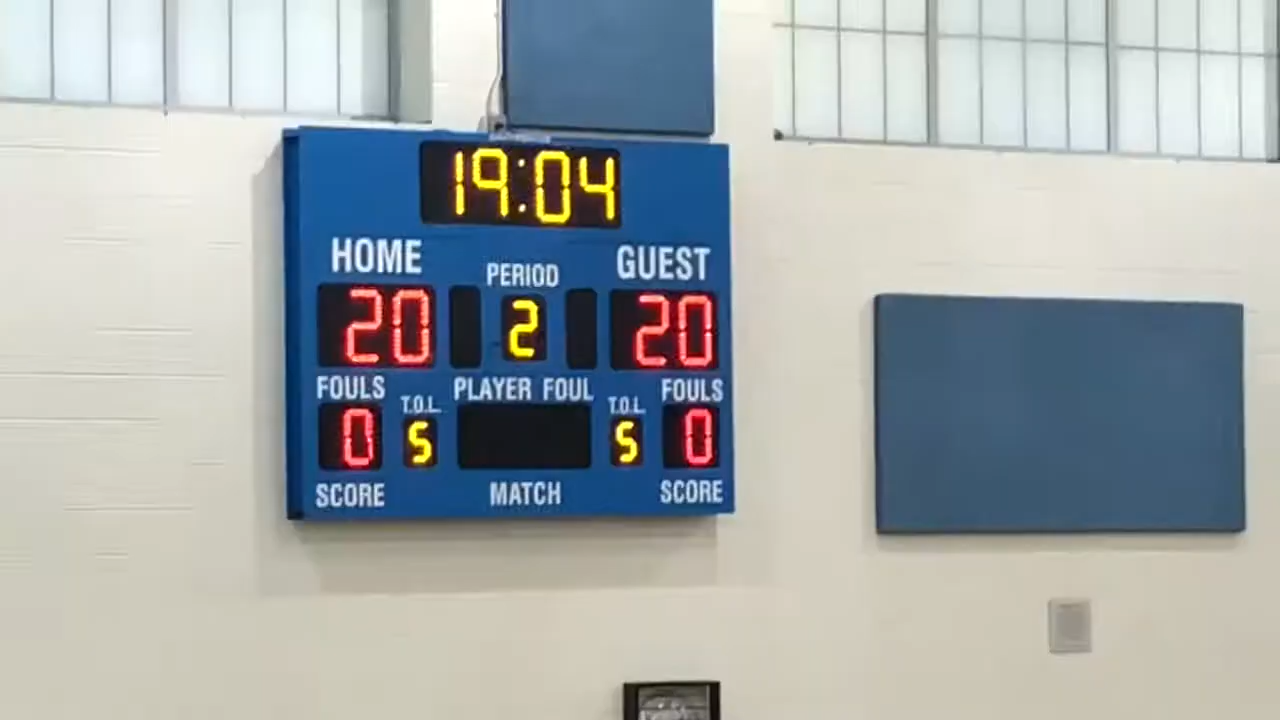 19:04
HOME PERIOD GUEST
20 2 20
FOULS T.O.L. PLAYER FOUL T.O.L. FOULS
0 5 5 0
SCORE MATCH SCORE